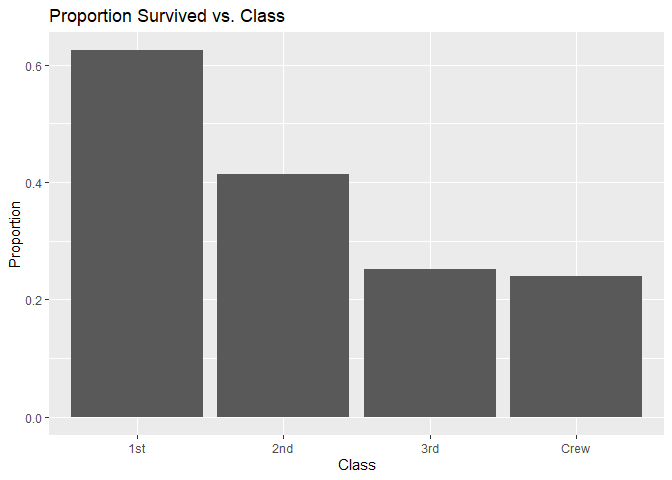 Proportion Survived vs. Class
Proportion
0.6
0.4
0.2
0.0
1st 2nd 3rd Crew
Class